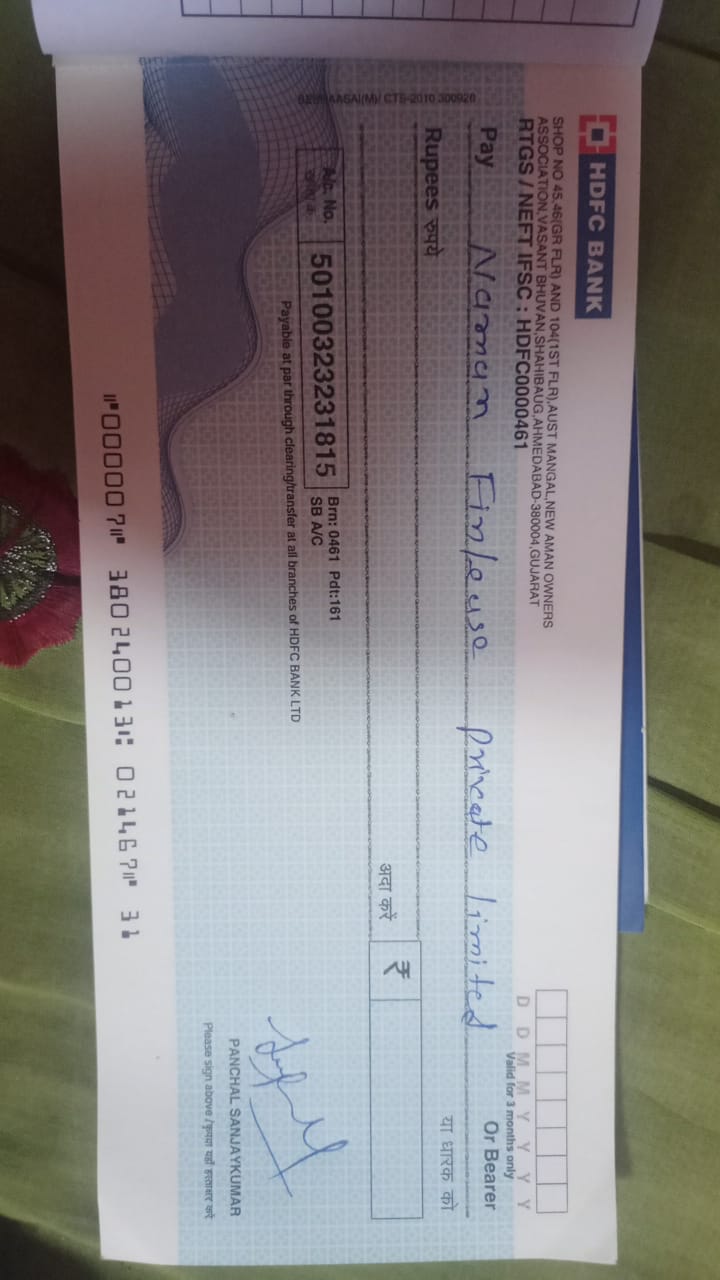 HDFC BANK
SHOP NO 45,46(GR FLR) AND 104(1ST FLR),AUST MANGAL,NEW AMAN OWNERS
ASSOCIATION,VASANT BHUVAN,SHAHIBAUG,AHMEDABAD-380004,GUJARAT
RTGS / NEFT IFSC : HDFC0000461
D D M M Y Y Y Y
Valid for 3 months only
Pay Naman Finlease private limited Or Bearer
या धारक को
Rupees रुपये
अदा करें ₹
A/c. No. 50100323231815
Brn: 0461 Pdt:161
SB A/C
Payable at par through clearing/transfer at all branches of HDFC BANK LTD
PANCHAL SANJAYKUMAR
Please sign above /कृपया यहाँ हस्ताक्षर करें
CTS-2010 300920
⑈000007⑈ 380240013⑆ 021467⑈ 31